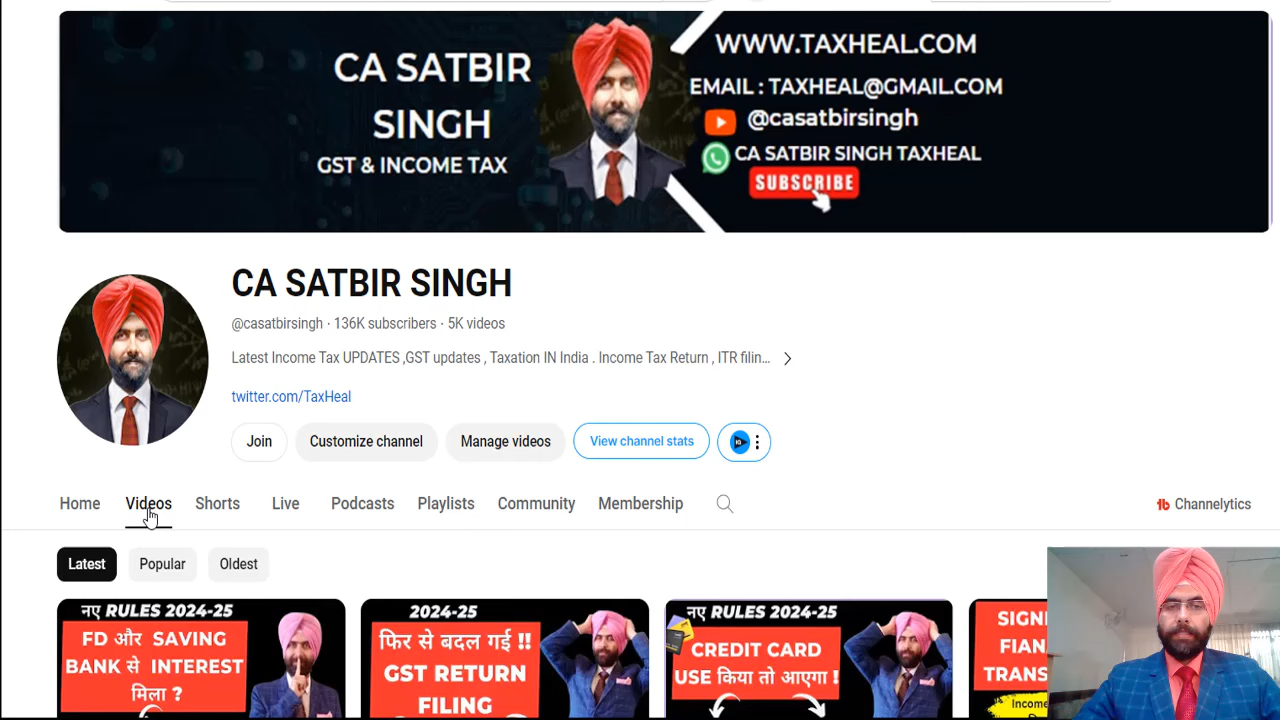 CA SATBIR
SINGH
GST & INCOME TAX
WWW.TAXHEAL.COM
EMAIL : TAXHEAL@GMAIL.COM
@casatbirsingh
CA SATBIR SINGH TAXHEAL
SUBSCRIBE
CA SATBIR SINGH
@casatbirsingh · 136K subscribers · 5K videos
Latest Income Tax UPDATES ,GST updates , Taxation IN India . Income Tax Return , ITR filin...
twitter.com/TaxHeal
Join Customize channel Manage videos View channel stats
Home Videos Shorts Live Podcasts Playlists Community Membership
Channelytics
Latest Popular Oldest
नए RULES 2024-25
FD और SAVING
BANK से INTEREST
मिला ?
2024-25
फिर से बदल गई !!
GST RETURN
FILING
नए RULES 2024-25
CREDIT CARD
USE किया तो आएगा !
SIGNI
FIAN
TRANS
Income